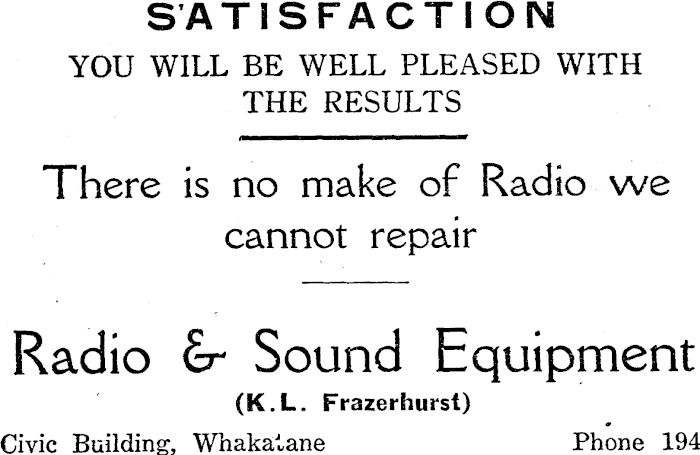 SATISFACTION
YOU WILL BE WELL PLEASED WITH
THE RESULTS
There is no make of Radio we
cannot repair
Radio & Sound Equipment
(K.L. Frazerhurst)
Civic Building, Whakatane
Phone 194